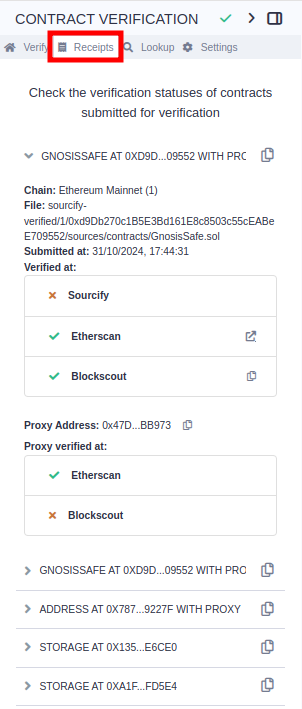 CONTRACT VERIFICATION
Verify Receipts Lookup Settings
Check the verification statuses of contracts
submitted for verification
GNOSISSAFE AT 0XD9D...09552 WITH PRO
Chain: Ethereum Mainnet (1)
File: sourcify-
verified/1/0xd9Db270c1B5E3Bd161E8c8503c55cEABe
E709552/sources/contracts/GnosisSafe.sol
Submitted at: 31/10/2024, 17:44:31
Verified at:
Sourcify
Etherscan
Blockscout
Proxy Address: 0x47D...BB973
Proxy verified at:
Etherscan
Blockscout
GNOSISSAFE AT 0XD9D...09552 WITH PRO
ADDRESS AT 0X787...9227F WITH PROXY
STORAGE AT 0X135...E6CE0
STORAGE AT 0XA1F...FD5E4